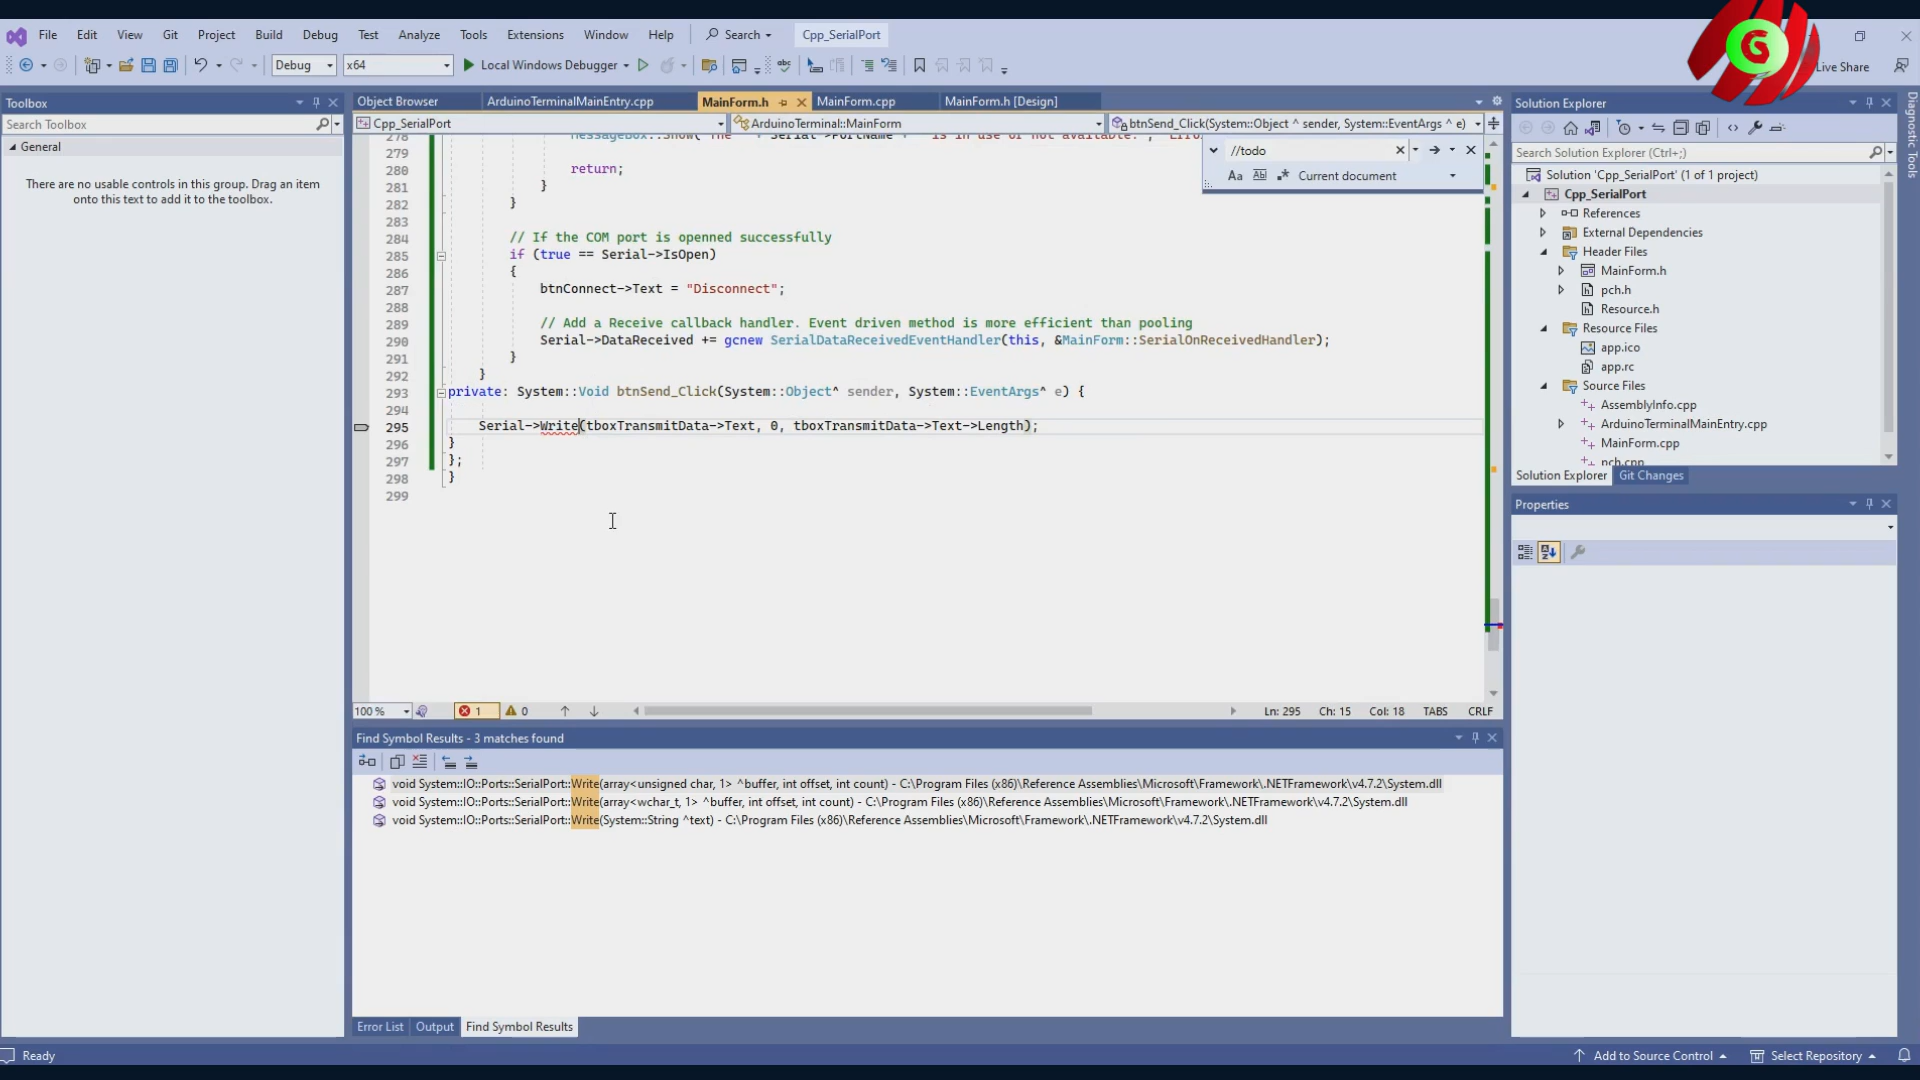 File Edit View Git Project Build Debug Test Analyze Tools Extensions Window Help Search Cpp_SerialPort
G
Debug x64 Local Windows Debugger Live Share
Toolbox
Search Toolbox
General
There are no usable controls in this group. Drag an item
onto this text to add it to the toolbox.
Object Browser ArduinoTerminalMainEntry.cpp MainForm.h MainForm.cpp MainForm.h [Design]
Cpp_SerialPort ArduinoTerminal::MainForm btnSend_Click(System::Object ^ sender, System::EventArgs ^ e)
//todo
Aa Ab Current document
278
279
280 return;
281 }
282 }
283
284 // If the COM port is openned successfully
285 if (true == Serial->IsOpen)
286 {
287 btnConnect->Text = "Disconnect";
288
289 // Add a Receive callback handler. Event driven method is more efficient than pooling
290 Serial->DataReceived += gcnew SerialDataReceivedEventHandler(this, &MainForm::SerialOnReceivedHandler);
291 }
292 }
293 private: System::Void btnSend_Click(System::Object^ sender, System::EventArgs^ e) {
294
295 Serial->Write(tboxTransmitData->Text, 0, tboxTransmitData->Text->Length);
296 }
297 };
298 }
299
100 % 1 0 Ln: 295 Ch: 15 Col: 18 TABS CRLF
Find Symbol Results - 3 matches found
void System::IO::Ports::SerialPort::Write(array<unsigned char, 1> ^buffer, int offset, int count) - C:\Program Files (x86)\Reference Assemblies\Microsoft\Framework\.NETFramework\v4.7.2\System.dll
void System::IO::Ports::SerialPort::Write(array<wchar_t, 1> ^buffer, int offset, int count) - C:\Program Files (x86)\Reference Assemblies\Microsoft\Framework\.NETFramework\v4.7.2\System.dll
void System::IO::Ports::SerialPort::Write(System::String ^text) - C:\Program Files (x86)\Reference Assemblies\Microsoft\Framework\.NETFramework\v4.7.2\System.dll
Error List Output Find Symbol Results
Solution Explorer
Search Solution Explorer (Ctrl+;)
Solution 'Cpp_SerialPort' (1 of 1 project)
Cpp_SerialPort
References
External Dependencies
Header Files
MainForm.h
pch.h
Resource.h
Resource Files
app.ico
app.rc
Source Files
AssemblyInfo.cpp
ArduinoTerminalMainEntry.cpp
MainForm.cpp
pch.cpp
Solution Explorer Git Changes
Properties
Diagnostic Tools
Ready Add to Source Control Select Repository